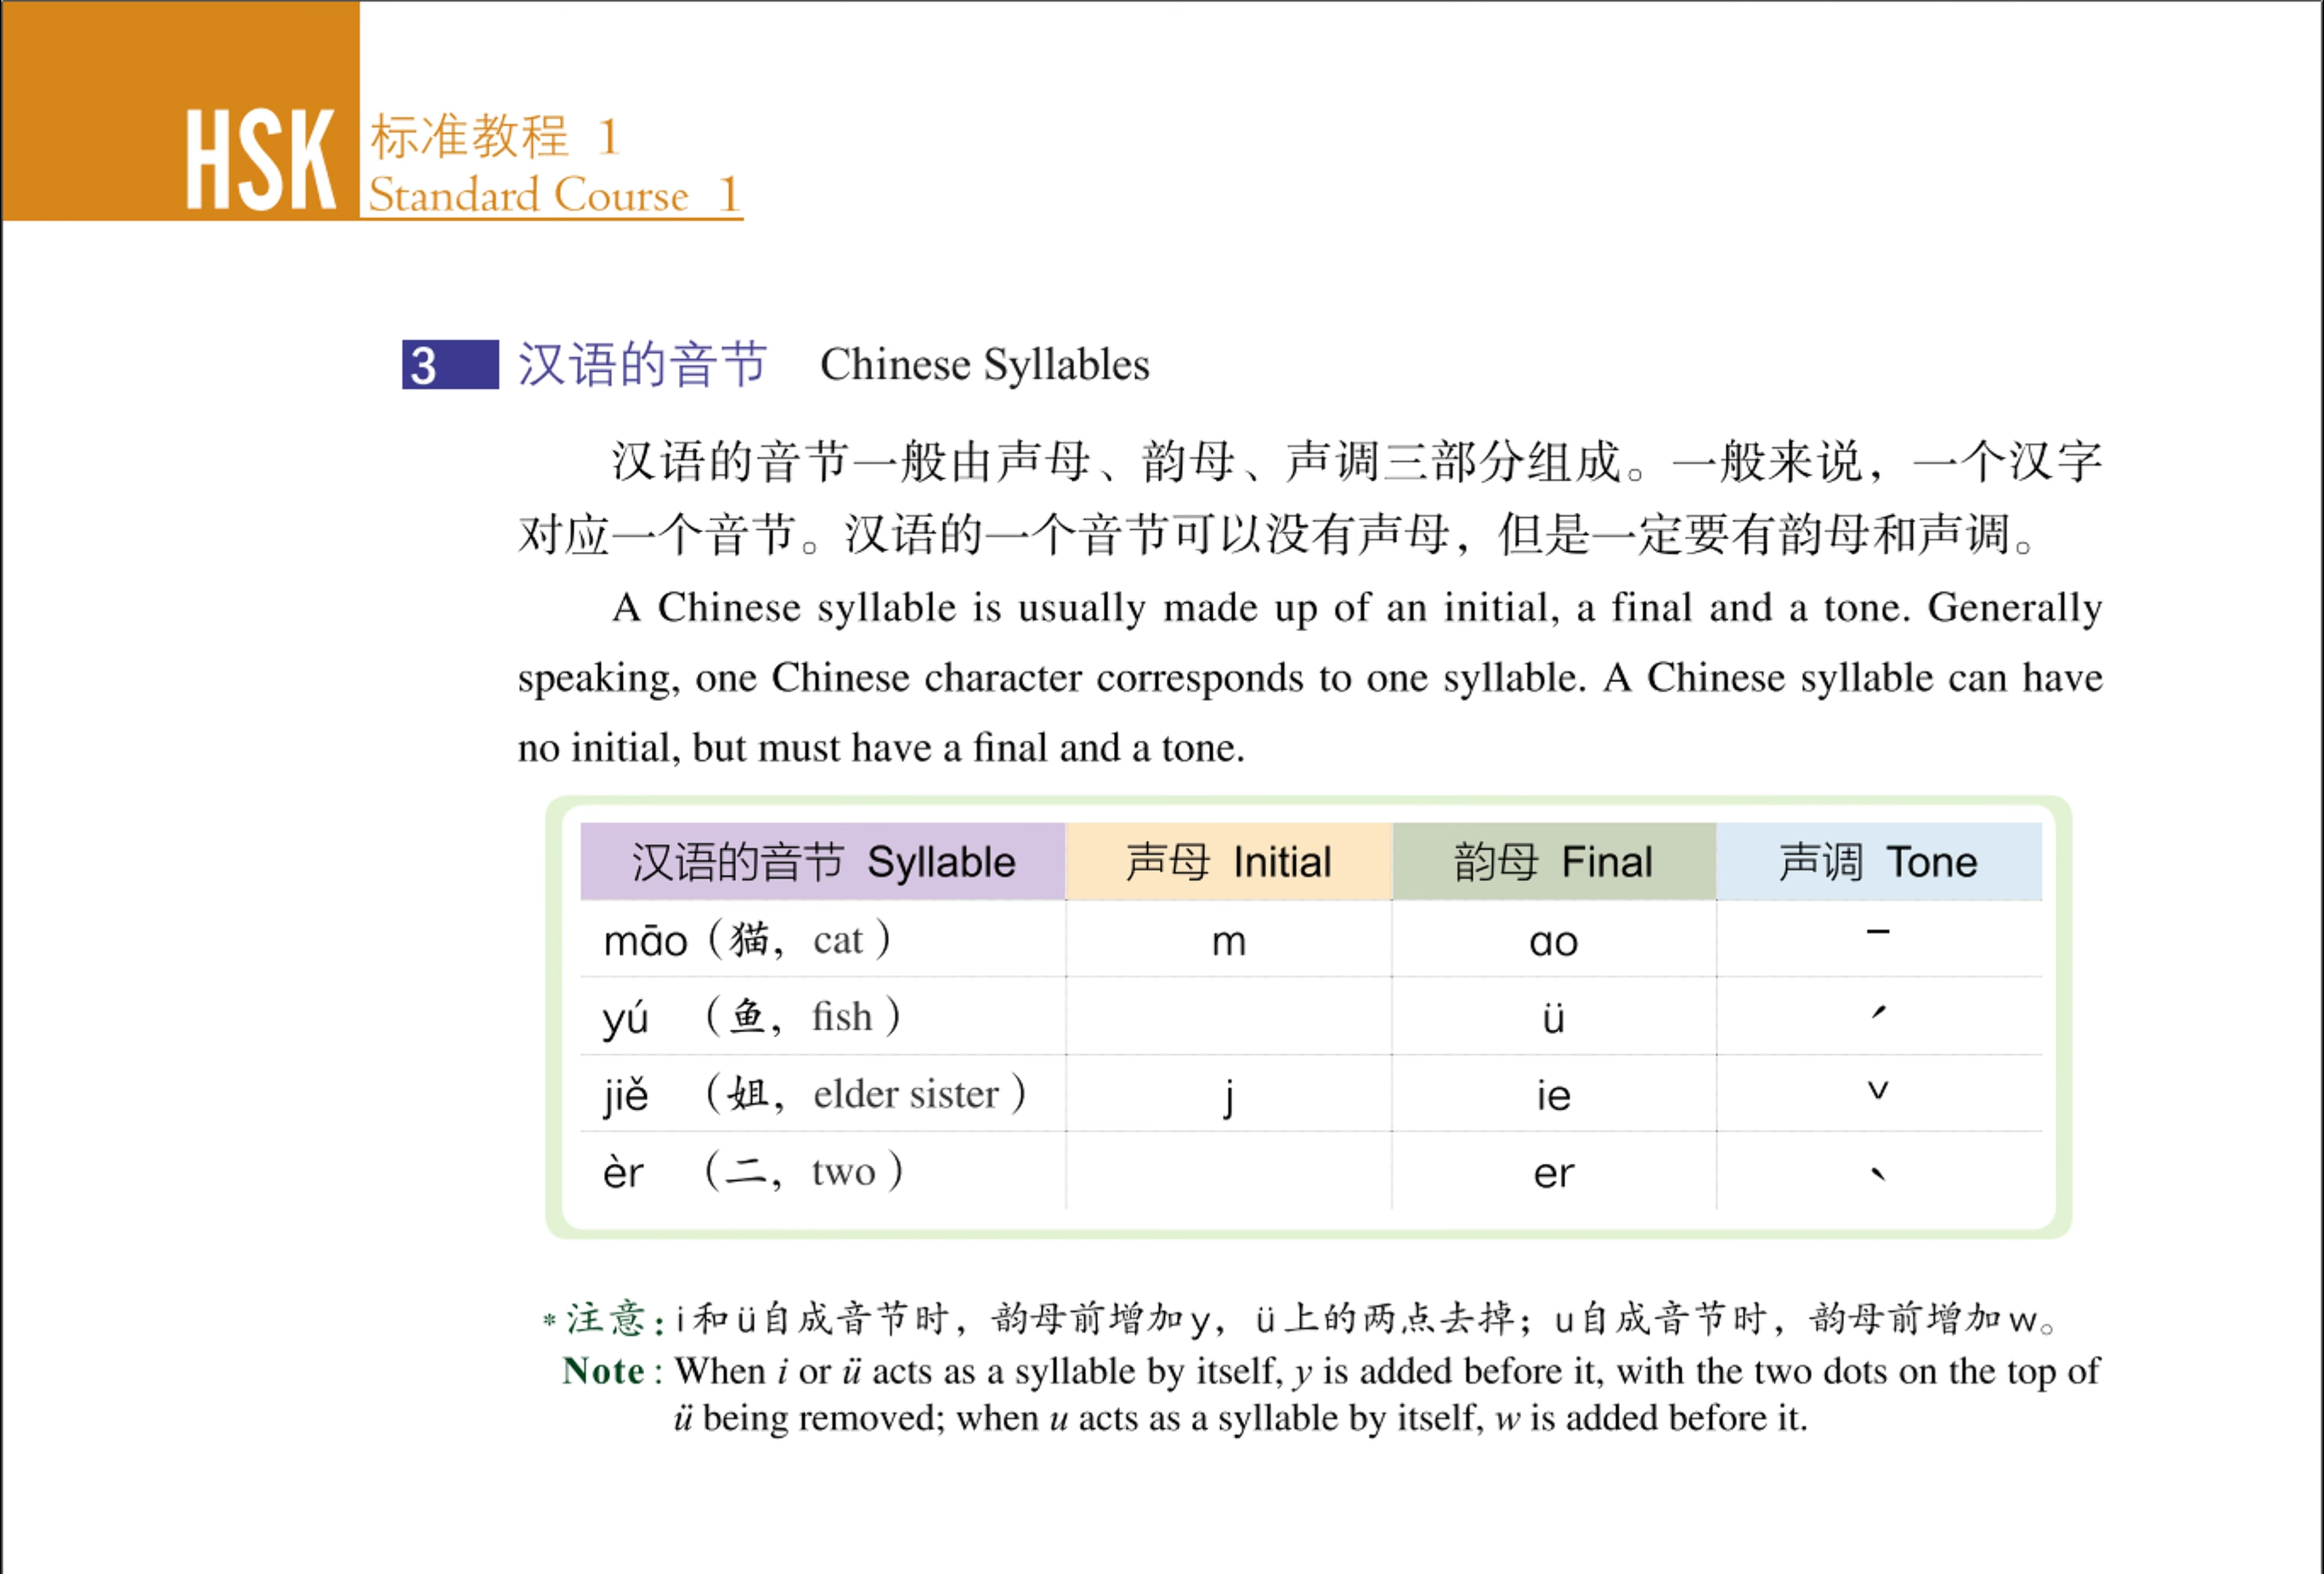 HSK 标准教程 1
Standard Course 1
3 汉语的音节 Chinese Syllables
汉语的音节一般由声母、韵母、声调三部分组成。一般来说，一个汉字
对应一个音节。汉语的一个音节可以没有声母，但是一定要有韵母和声调。
A Chinese syllable is usually made up of an initial, a final and a tone. Generally
speaking, one Chinese character corresponds to one syllable. A Chinese syllable can have
no initial, but must have a final and a tone.
汉语的音节 Syllable 声母 Initial 韵母 Final 声调 Tone
māo（猫，cat） m ao ˉ
yú （鱼，fish） ü ˊ
jiě （姐，elder sister） j ie ˇ
èr （二，two） er ˋ
*注意：i和ü自成音节时，韵母前增加y，ü上的两点去掉；u自成音节时，韵母前增加w。
Note: When i or ü acts as a syllable by itself, y is added before it, with the two dots on the top of
ü being removed; when u acts as a syllable by itself, w is added before it.